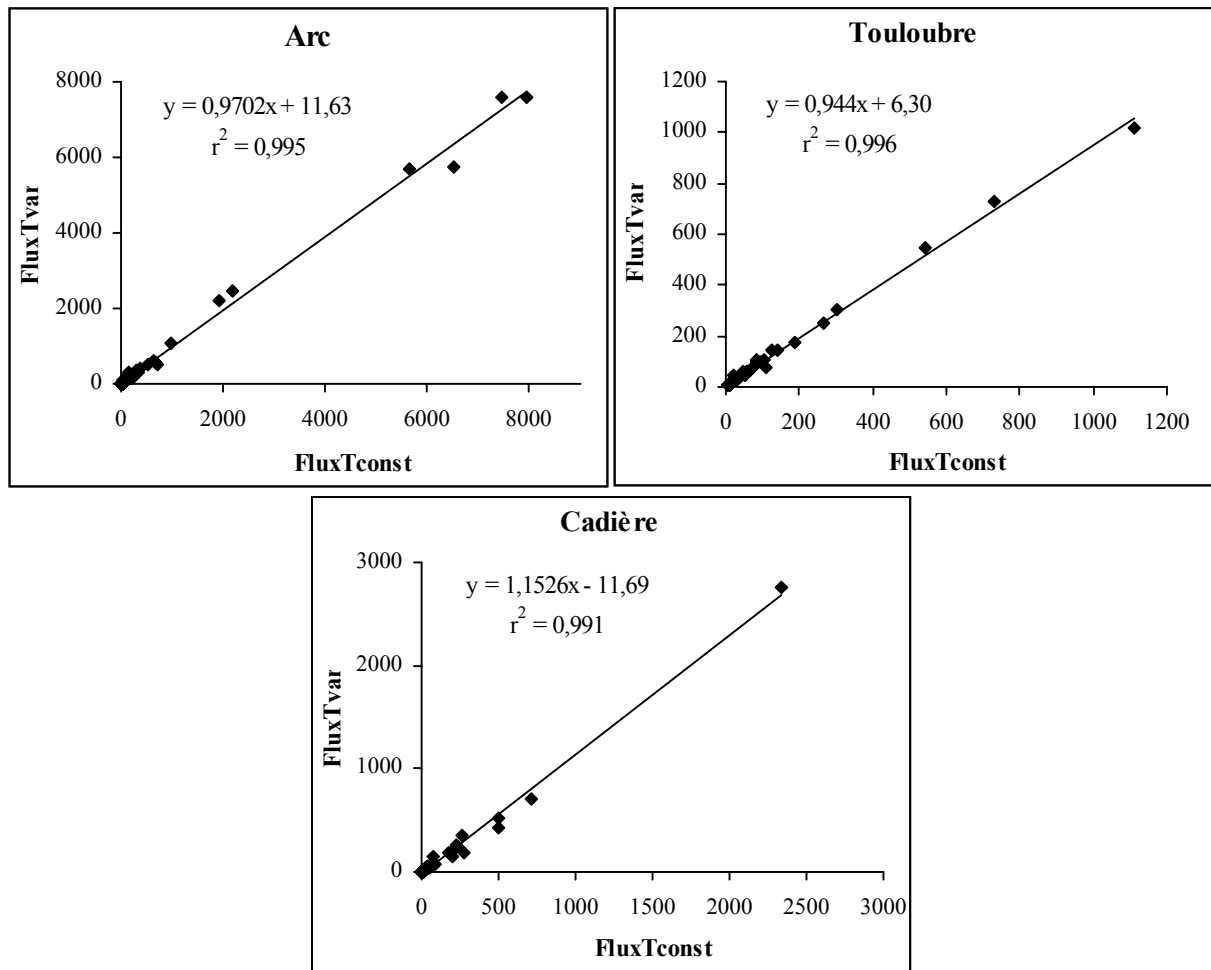 Arc
8000
6000
4000
2000
0
y = 0,9702x + 11,63
r² = 0,995
FluxTvar
0 2000 4000 6000 8000
FluxTconst
Touloubre
1200
1000
800
600
400
200
0
y = 0,944x + 6,30
r² = 0,996
FluxTvar
0 200 400 600 800 1000 1200
FluxTconst
Cadière
3000
2000
1000
0
y = 1,1526x - 11,69
r² = 0,991
FluxTvar
0 500 1000 1500 2000 2500 3000
FluxTconst